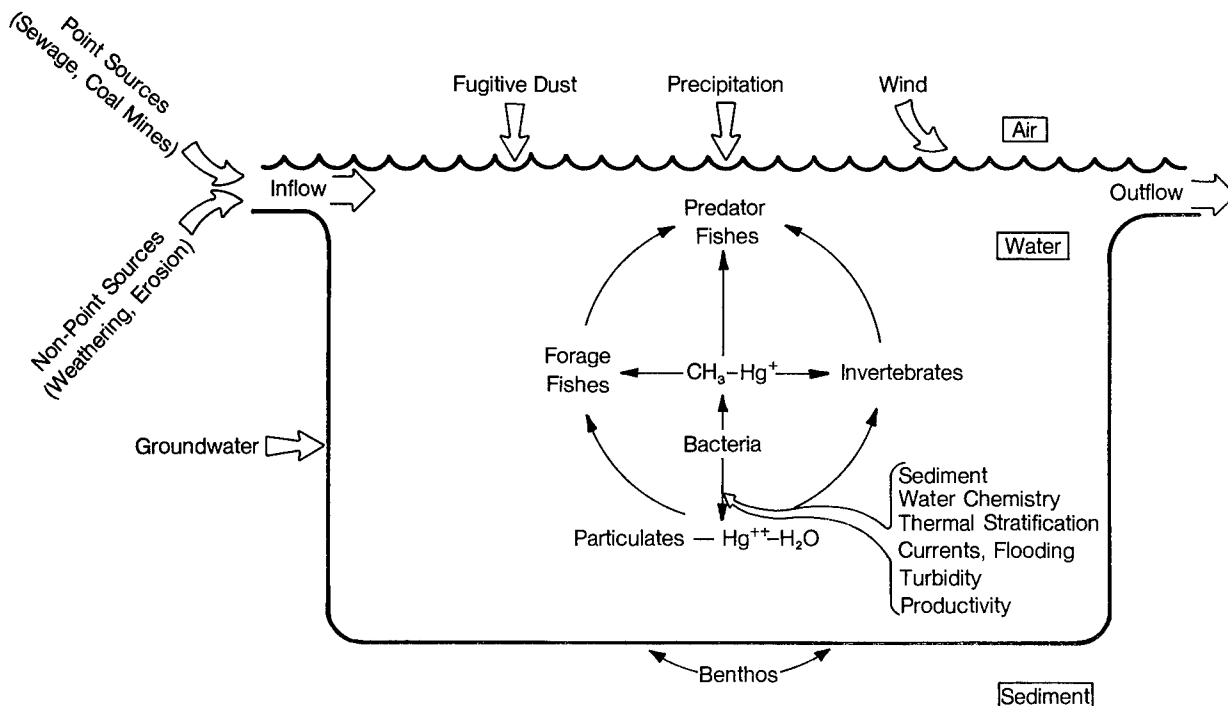 Point Sources
(Sewage, Coal Mines)
Fugitive Dust
Precipitation
Wind
Air
Inflow
Outflow
Predator
Fishes
Water
Non-Point Sources
(Weathering, Erosion)
Forage
Fishes
CH₃–Hg⁺
Invertebrates
Groundwater
Bacteria
Sediment
Water Chemistry
Thermal Stratification
Currents, Flooding
Turbidity
Productivity
Particulates — Hg⁺⁺–H₂O
Benthos
Sediment